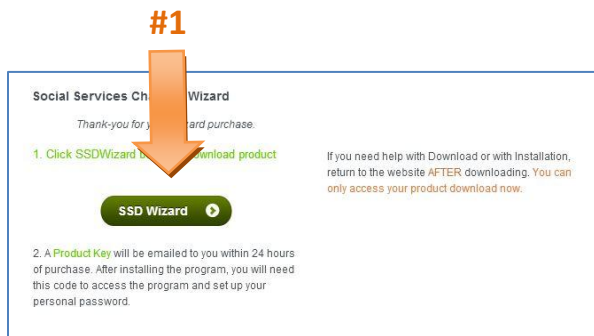 #1
Social Services Ch Wizard
Thank-you for purchase.
1. Click SSDWizard download product
SSD Wizard
2. A Product Key will be emailed to you within 24 hours
of purchase. After installing the program, you will need
this code to access the program and set up your
personal password.
If you need help with Download or with Installation,
return to the website AFTER downloading. You can
only access your product download now.